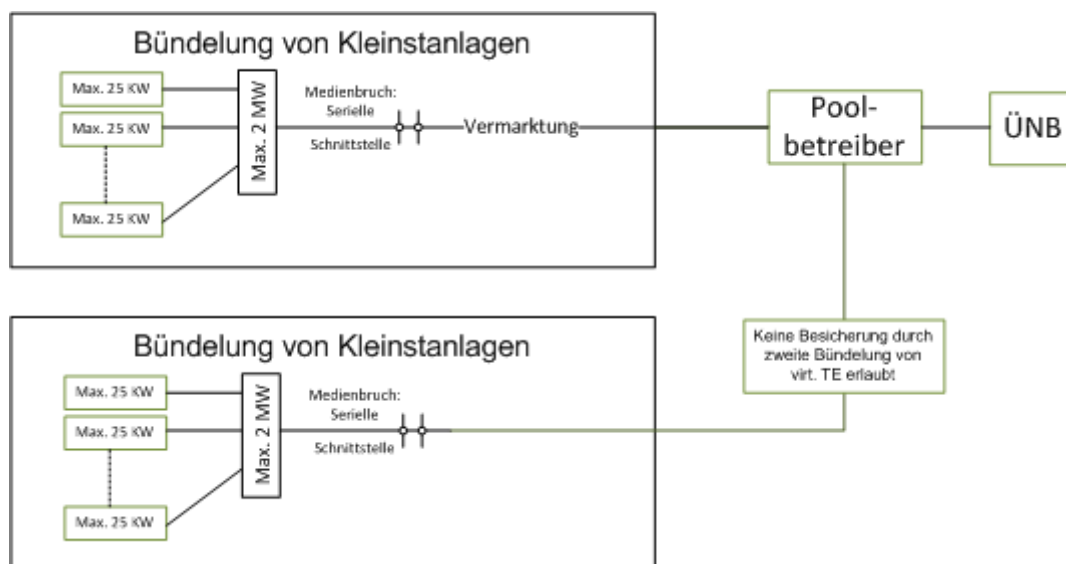 Bündelung von Kleinstanlagen
Max. 25 KW
Max. 25 KW
Max. 25 KW
Max. 2 MW
Medienbruch:
Serielle
Schnittstelle
Vermarktung
Pool-
betreiber
ÜNB
Keine Besicherung durch
zweite Bündelung von
virt. TE erlaubt
Bündelung von Kleinstanlagen
Max. 25 KW
Max. 25 KW
Max. 25 KW
Max. 2 MW
Medienbruch:
Serielle
Schnittstelle